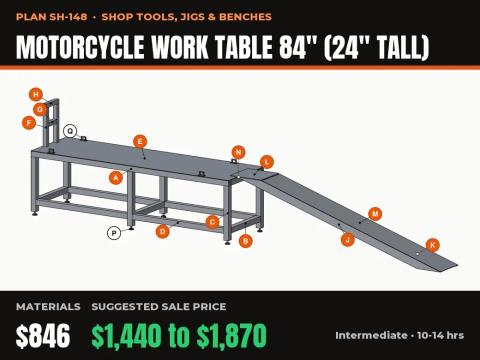 PLAN SH-148 · SHOP TOOLS, JIGS & BENCHES
MOTORCYCLE WORK TABLE 84" (24" TALL)
H
G
F
Q
E
N
L
A
M
C
P
D
B
J
K
MATERIALS SUGGESTED SALE PRICE
$846 $1,440 to $1,870
Intermediate · 10-14 hrs